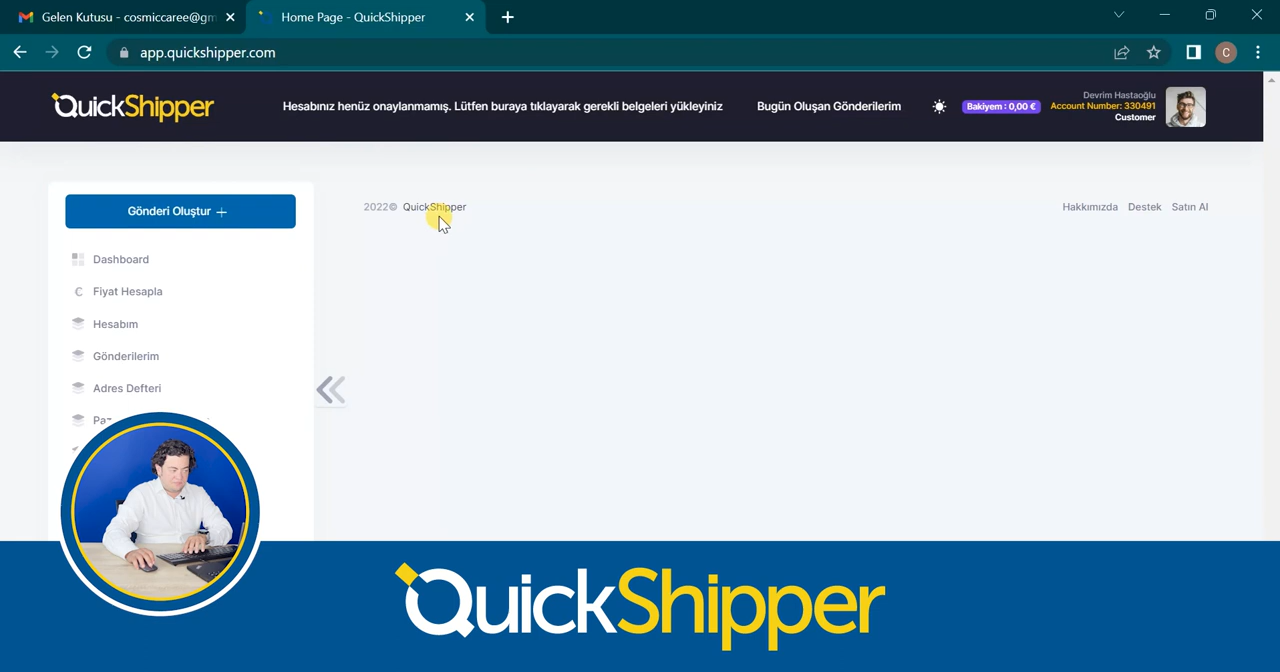 Gelen Kutusu - cosmiccaree@gm
Home Page - QuickShipper
app.quickshipper.com
C
QuickShipper
Hesabınız henüz onaylanmamış. Lütfen buraya tıklayarak gerekli belgeleri yükleyiniz
Bugün Oluşan Gönderilerim
Bakiyem : 0,00 €
Devrim Hastaoğlu
Account Number: 330491
Customer
Gönderi Oluştur +
2022© QuickShipper
Hakkımızda Destek Satın Al
Dashboard
Fiyat Hesapla
Hesabım
Gönderilerim
Adres Defteri
QuickShipper